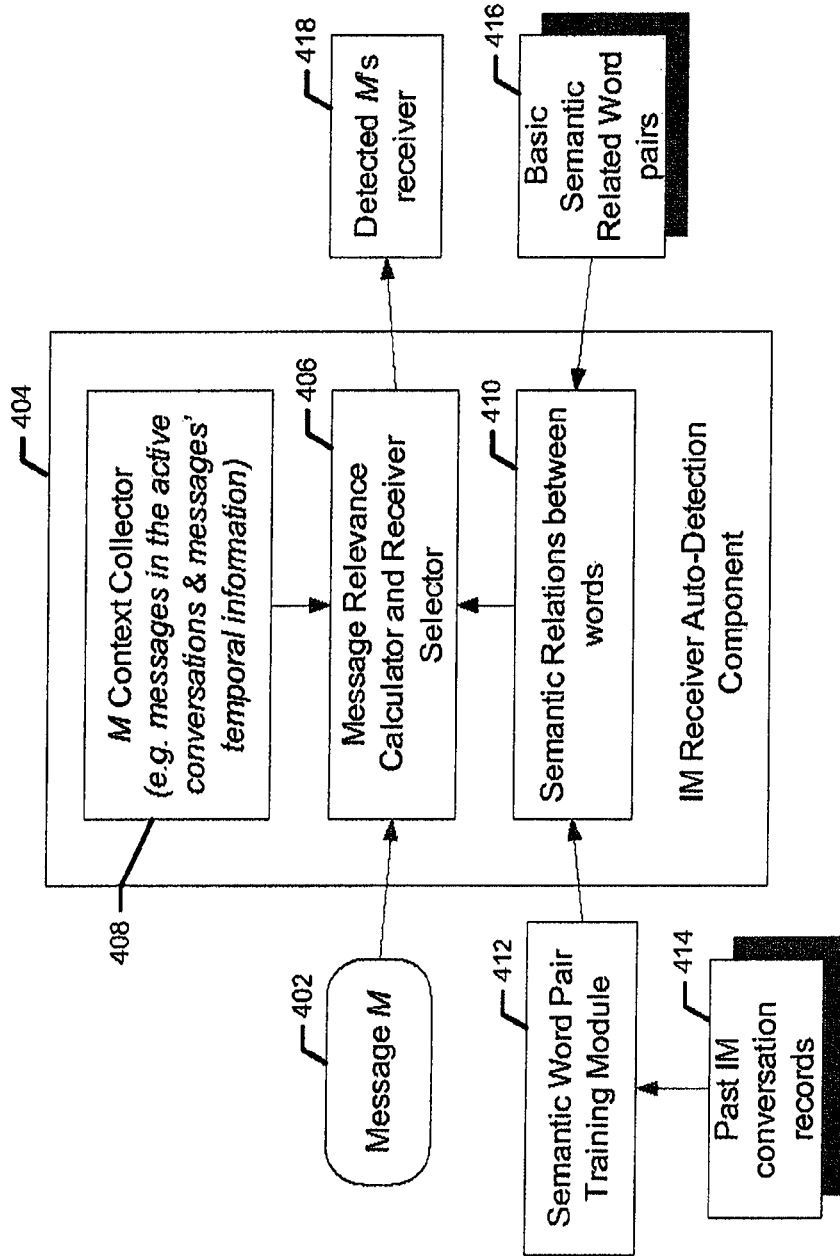 404
M Context Collector
(e.g. messages in the active
conversations & messages'
temporal information)
408
402
Message M
406
Message Relevance
Calculator and Receiver
Selector
418
Detected M's
receiver
412
Semantic Word Pair
Training Module
410
Semantic Relations between
words
416
Basic
Semantic
Related Word
pairs
414
Past IM
conversation
records
IM Receiver Auto-Detection
Component